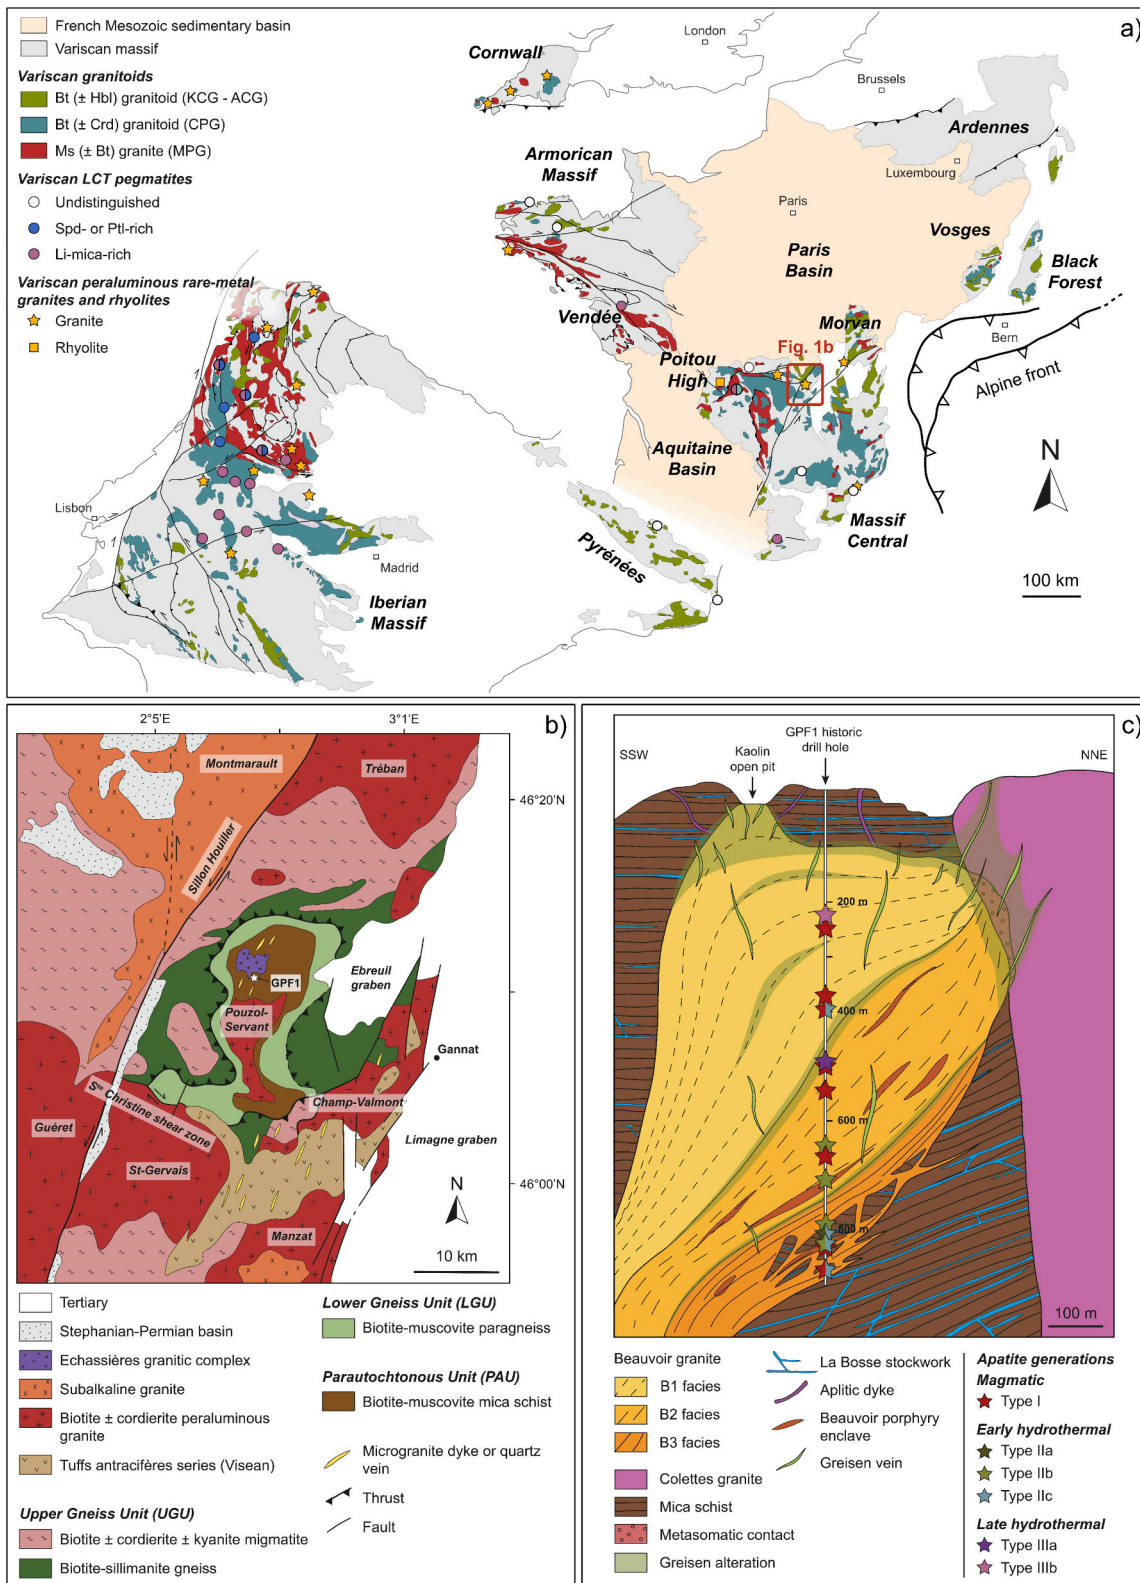 a)
French Mesozoic sedimentary basin
Variscan massif
Variscan granitoids
Bt (± Hbl) granitoid (KCG - ACG)
Bt (± Crd) granitoid (CPG)
Ms (± Bt) granite (MPG)
Variscan LCT pegmatites
Undistinguished
Spd- or Ptl-rich
Li-mica-rich
Variscan peraluminous rare-metal
granites and rhyolites
Granite
Rhyolite
London
Cornwall
Brussels
Ardennes
Luxembourg
Armorican
Massif
Paris
Paris
Basin
Vosges
Black
Forest
Bern
Alpine front
Vendée
Morvan
Fig. 1b
Poitou
High
Aquitaine
Basin
Massif
Central
Pyrénées
N
100 km
Lisbon
Madrid
Iberian
Massif
b)
2°5'E
3°1'E
Montmarault
Tréban
46°20'N
Sillon Houiller
Ebreuil
graben
GPF1
Pouzol-
Servant
Gannat
Ste Christine shear zone
Champ-Valmont
Guéret
Limagne graben
St-Gervais
46°00'N
N
Manzat
10 km
Tertiary
Stephanian-Permian basin
Echassières granitic complex
Subalkaline granite
Biotite ± cordierite peraluminous
granite
Tuffs antracifères series (Visean)
Upper Gneiss Unit (UGU)
Biotite ± cordierite ± kyanite migmatite
Biotite-sillimanite gneiss
Lower Gneiss Unit (LGU)
Biotite-muscovite paragneiss
Parautochtonous Unit (PAU)
Biotite-muscovite mica schist
Microgranite dyke or quartz
vein
Thrust
Fault
c)
GPF1 historic
drill hole
SSW
Kaolin
open pit
NNE
200 m
400 m
600 m
800 m
100 m
Beauvoir granite
B1 facies
B2 facies
B3 facies
Colettes granite
Mica schist
Metasomatic contact
Greisen alteration
La Bosse stockwork
Aplitic dyke
Beauvoir porphyry
enclave
Greisen vein
Apatite generations
Magmatic
Type I
Early hydrothermal
Type IIa
Type IIb
Type IIc
Late hydrothermal
Type IIIa
Type IIIb